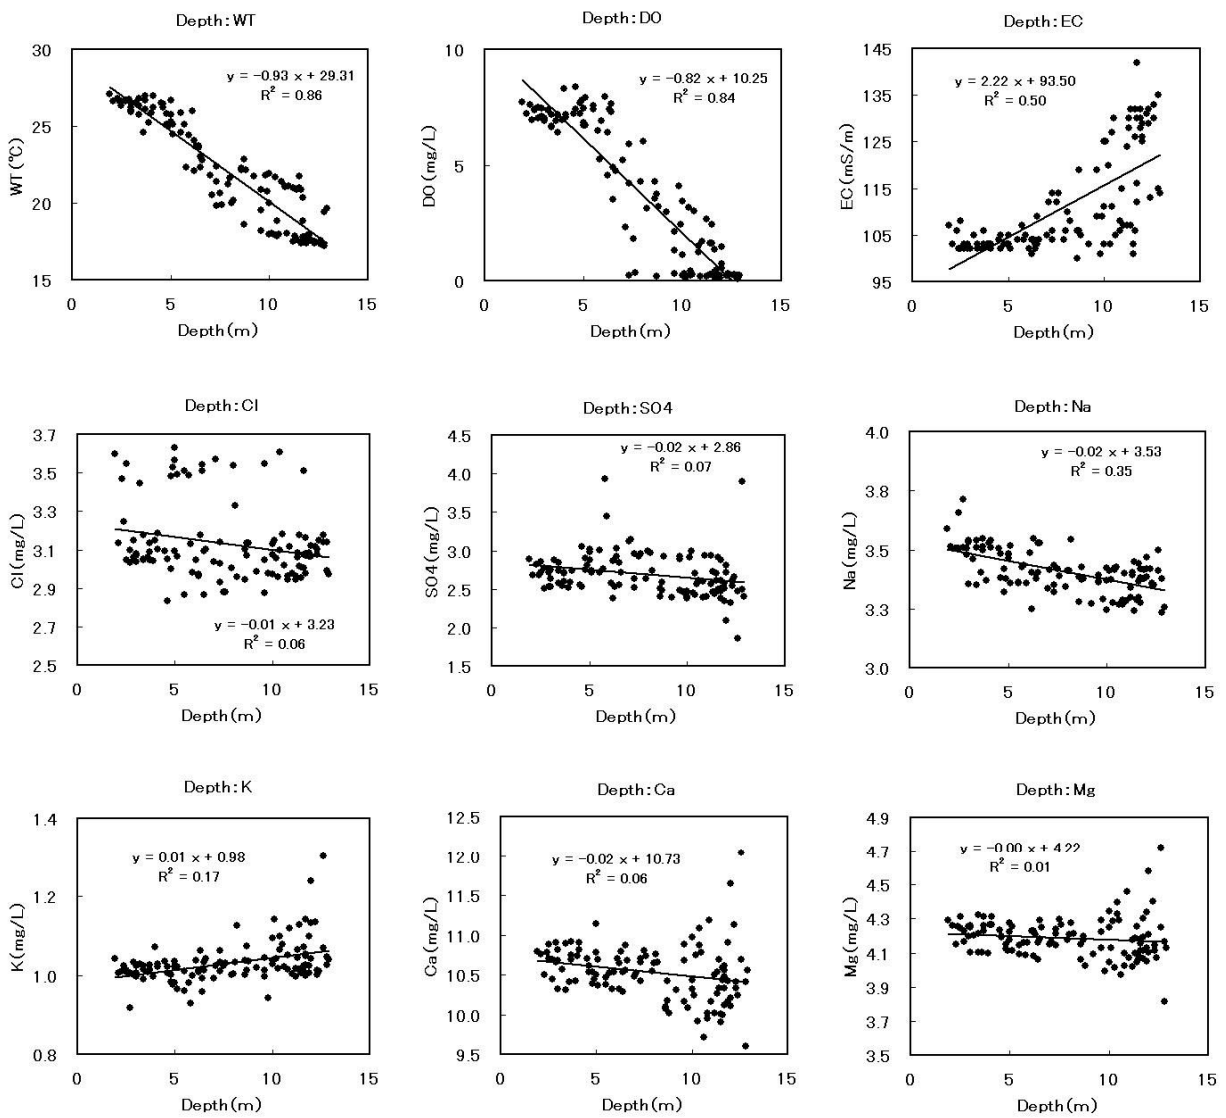 Depth:WT
y = -0.93 x + 29.31
R² = 0.86
WT(℃)
30
25
20
15
0 5 10 15
Depth(m)
Depth:DO
y = -0.82 x + 10.25
R² = 0.84
DO(mg/L)
10
5
0
0 5 10 15
Depth(m)
Depth:EC
y = 2.22 x + 93.50
R² = 0.50
EC(mS/m)
145
135
125
115
105
95
0 5 10 15
Depth(m)
Depth:Cl
Cl(mg/L)
3.7
3.5
3.3
3.1
2.9
2.7
2.5
y = -0.01 x + 3.23
R² = 0.06
0 5 10 15
Depth(m)
Depth:SO4
y = -0.02 x + 2.86
R² = 0.07
SO4(mg/L)
4.5
4.0
3.5
3.0
2.5
2.0
1.5
0 5 10 15
Depth(m)
Depth:Na
y = -0.02 x + 3.53
R² = 0.35
Na(mg/L)
4.0
3.8
3.5
3.3
3.0
0 5 10 15
Depth(m)
Depth:K
y = 0.01 x + 0.98
R² = 0.17
K(mg/L)
1.4
1.2
1.0
0.8
0 5 10 15
Depth(m)
Depth:Ca
y = -0.02 x + 10.73
R² = 0.06
Ca(mg/L)
12.5
12.0
11.5
11.0
10.5
10.0
9.5
0 5 10 15
Depth(m)
Depth:Mg
y = -0.00 x + 4.22
R² = 0.01
Mg(mg/L)
4.9
4.7
4.5
4.3
4.1
3.9
3.7
3.5
0 5 10 15
Depth(m)